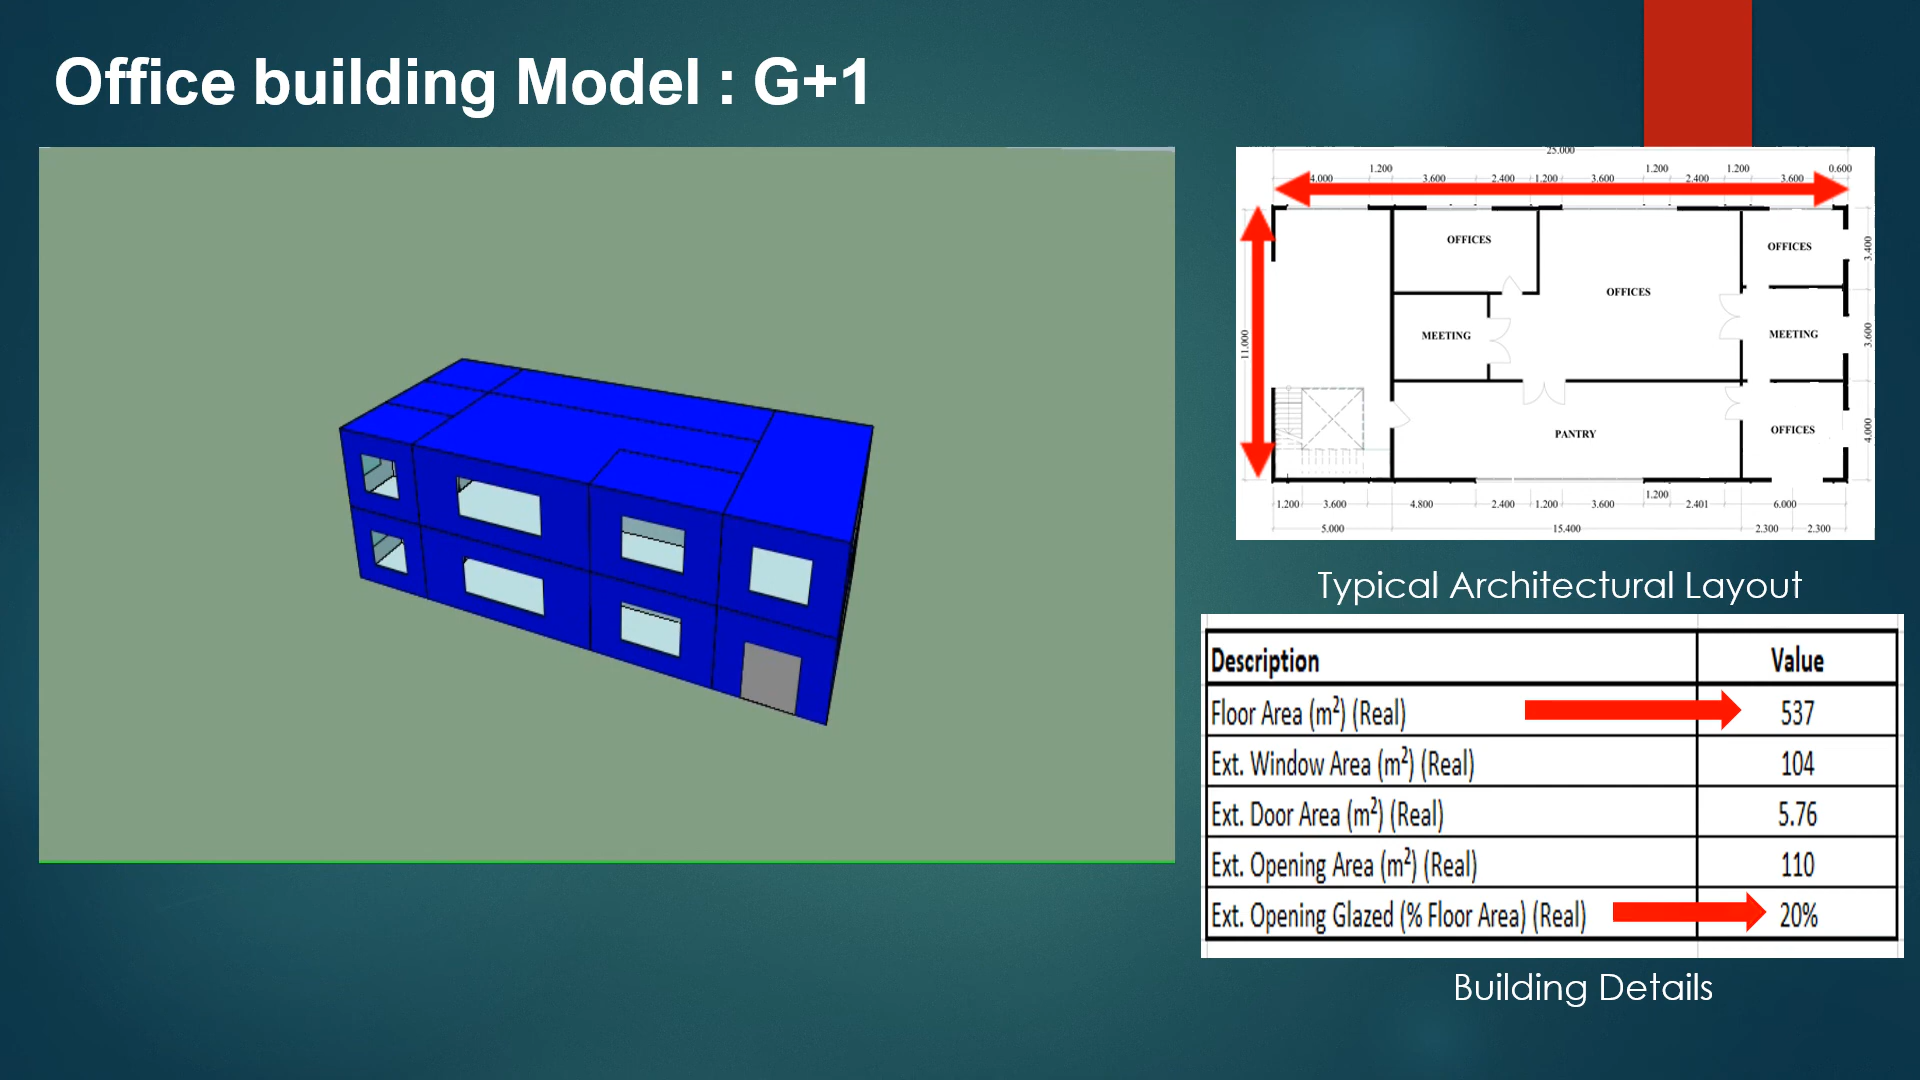 Office building Model : G+1
25.000
1.200 1.200 1.200 0.600
4.000 3.600 2.400 1.200 3.600 2.400 3.600
OFFICES
OFFICES
3.400
OFFICES
11.000
MEETING
MEETING
3.600
PANTRY
OFFICES
4.000
1.200 3.600 4.800 2.400 1.200 3.600 1.200 2.401 6.000
5.000 15.400 2.300 2.300
Typical Architectural Layout
Description Value
Floor Area (m²) (Real) 537
Ext. Window Area (m²) (Real) 104
Ext. Door Area (m²) (Real) 5.76
Ext. Opening Area (m²) (Real) 110
Ext. Opening Glazed (% Floor Area) (Real) 20%
Building Details